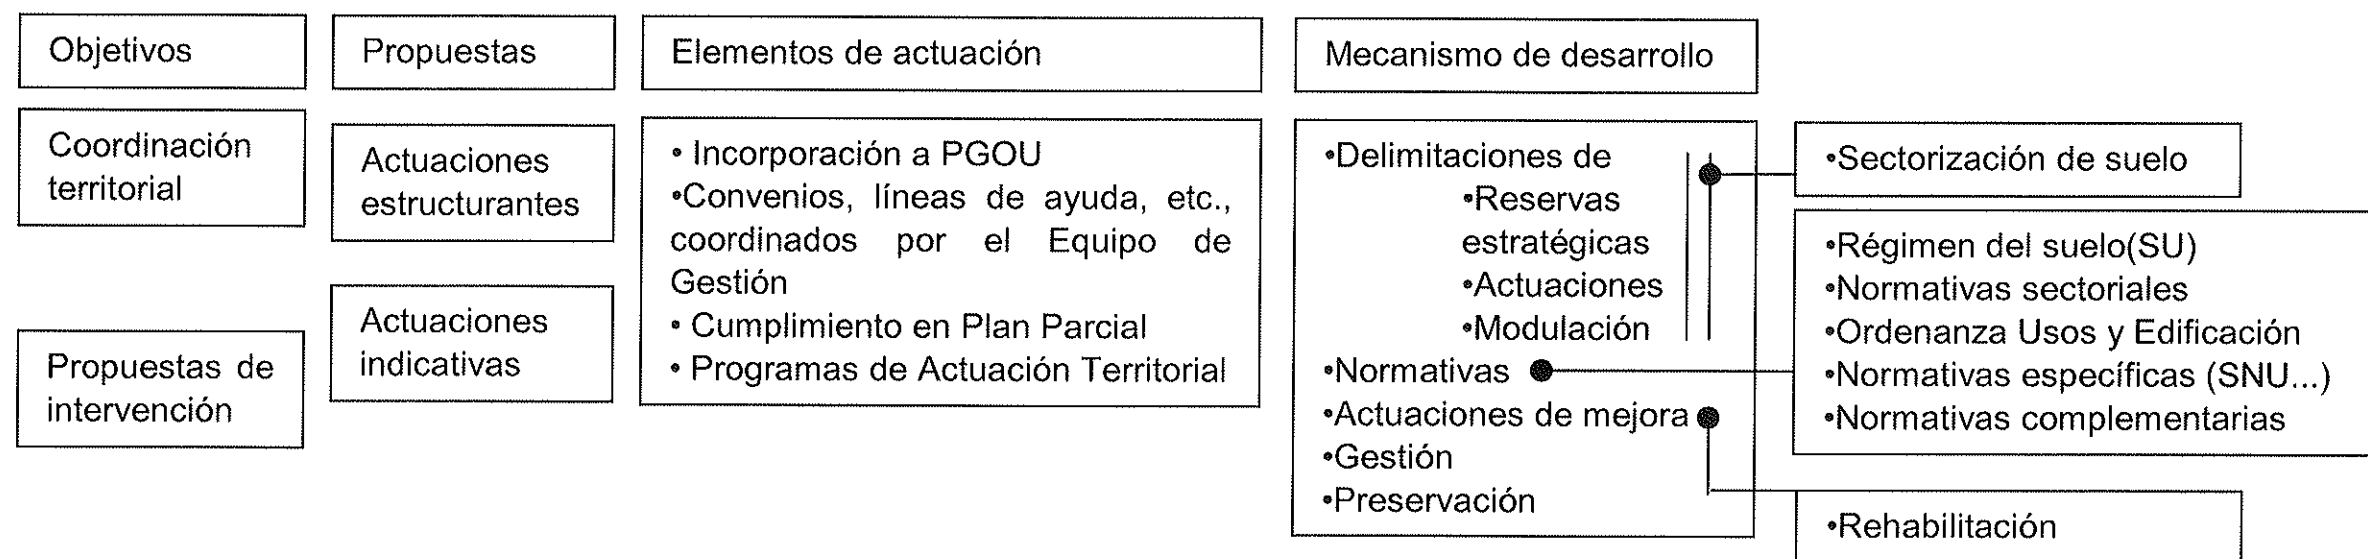 Objetivos
Propuestas
Elementos de actuación
Mecanismo de desarrollo
Coordinación
territorial
Propuestas de
intervención
Actuaciones
estructurantes
Actuaciones
indicativas
• Incorporación a PGOU
•Convenios, líneas de ayuda, etc.,
coordinados por el Equipo de
Gestión
• Cumplimiento en Plan Parcial
• Programas de Actuación Territorial
•Delimitaciones de
•Reservas
estratégicas
•Actuaciones
•Modulación
•Normativas
•Actuaciones de mejora
•Gestión
•Preservación
•Sectorización de suelo
•Régimen del suelo(SU)
•Normativas sectoriales
•Ordenanza Usos y Edificación
•Normativas específicas (SNU...)
•Normativas complementarias
•Rehabilitación